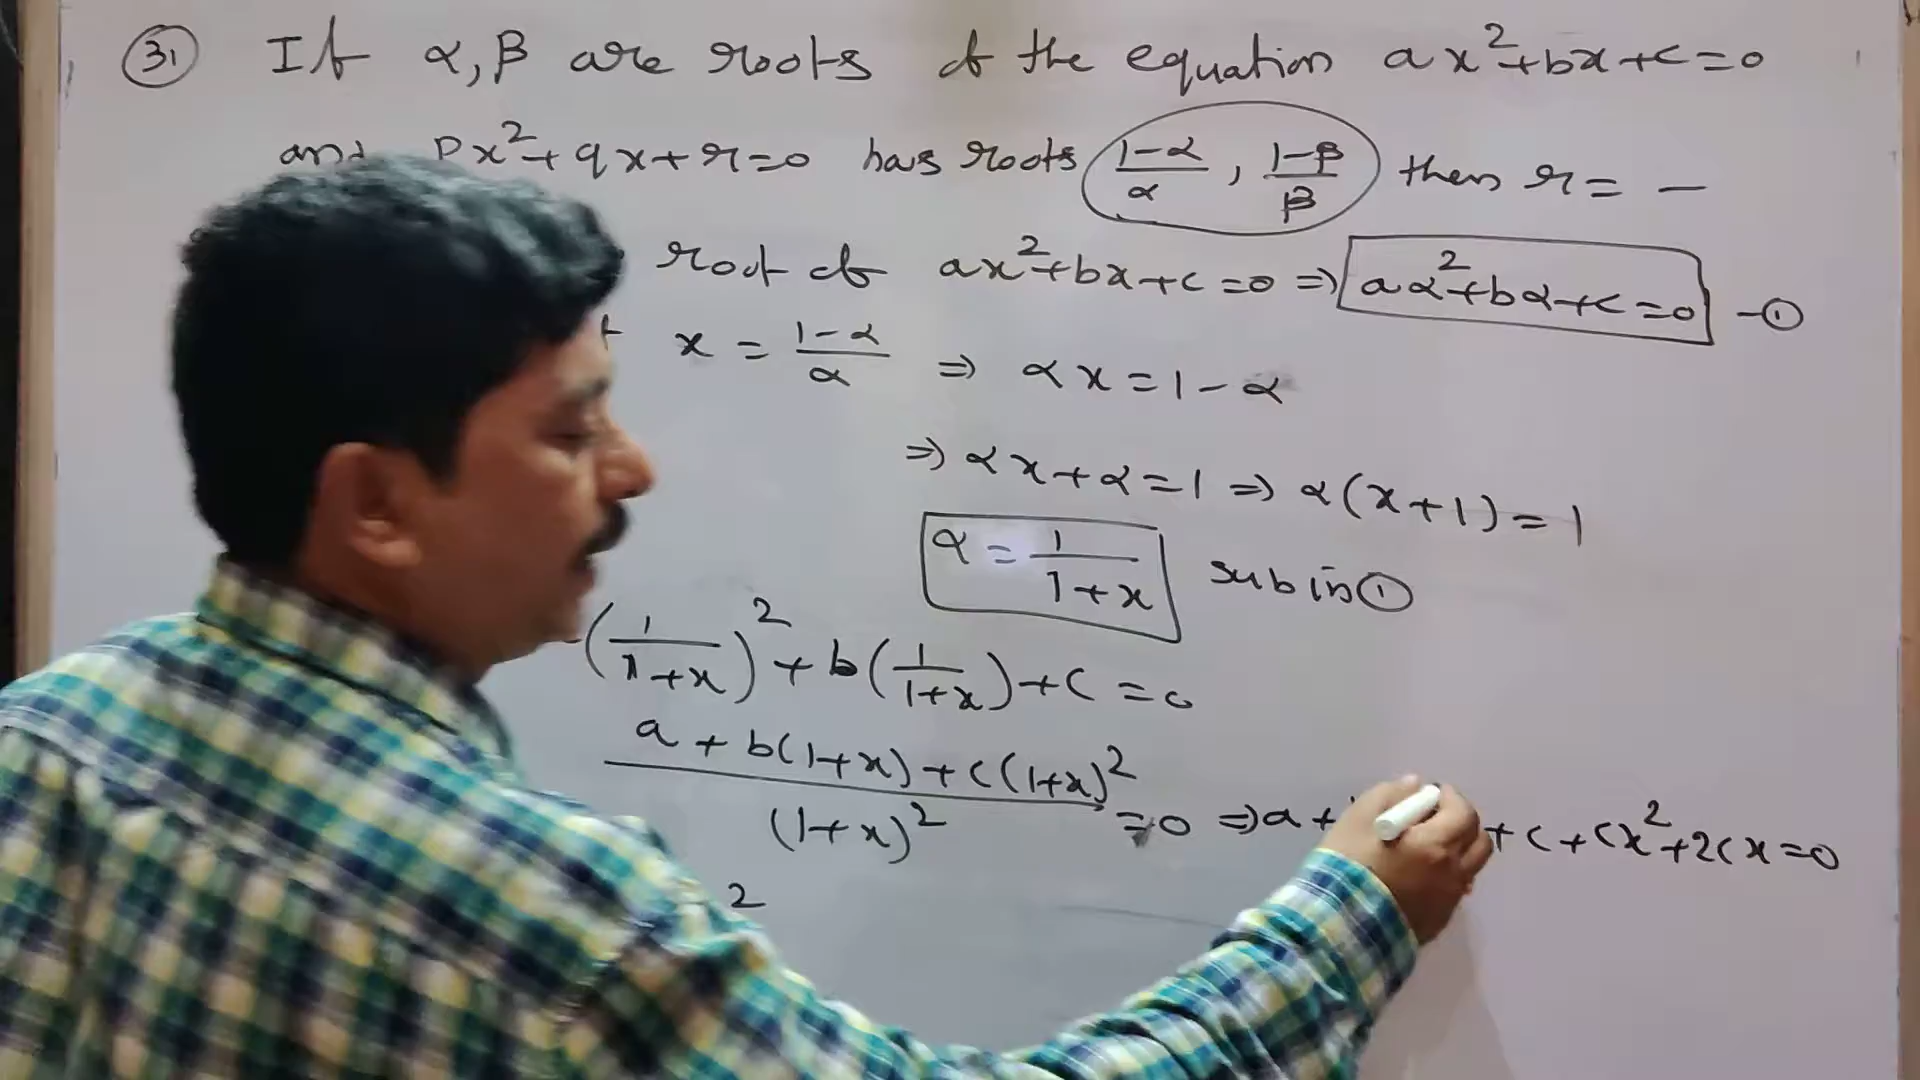 31 If α, β are roots of the equation ax²+bx+c=0
and px²+qx+r=0 has roots (1-α)/α, (1-β)/β then r= —
root of ax²+bx+c=0 ⇒ aα²+bα+c=0 —①
x = (1-α)/α ⇒ αx=1-α
⇒ αx+α=1 ⇒ α(x+1)=1
α = 1/(1+x) sub in ①
(1/(1+x))²+b(1/(1+x))+c=0
(a+b(1+x)+c(1+x)²)/(1+x)² =0 ⇒ a+ +c+cx²+2cx=0
2